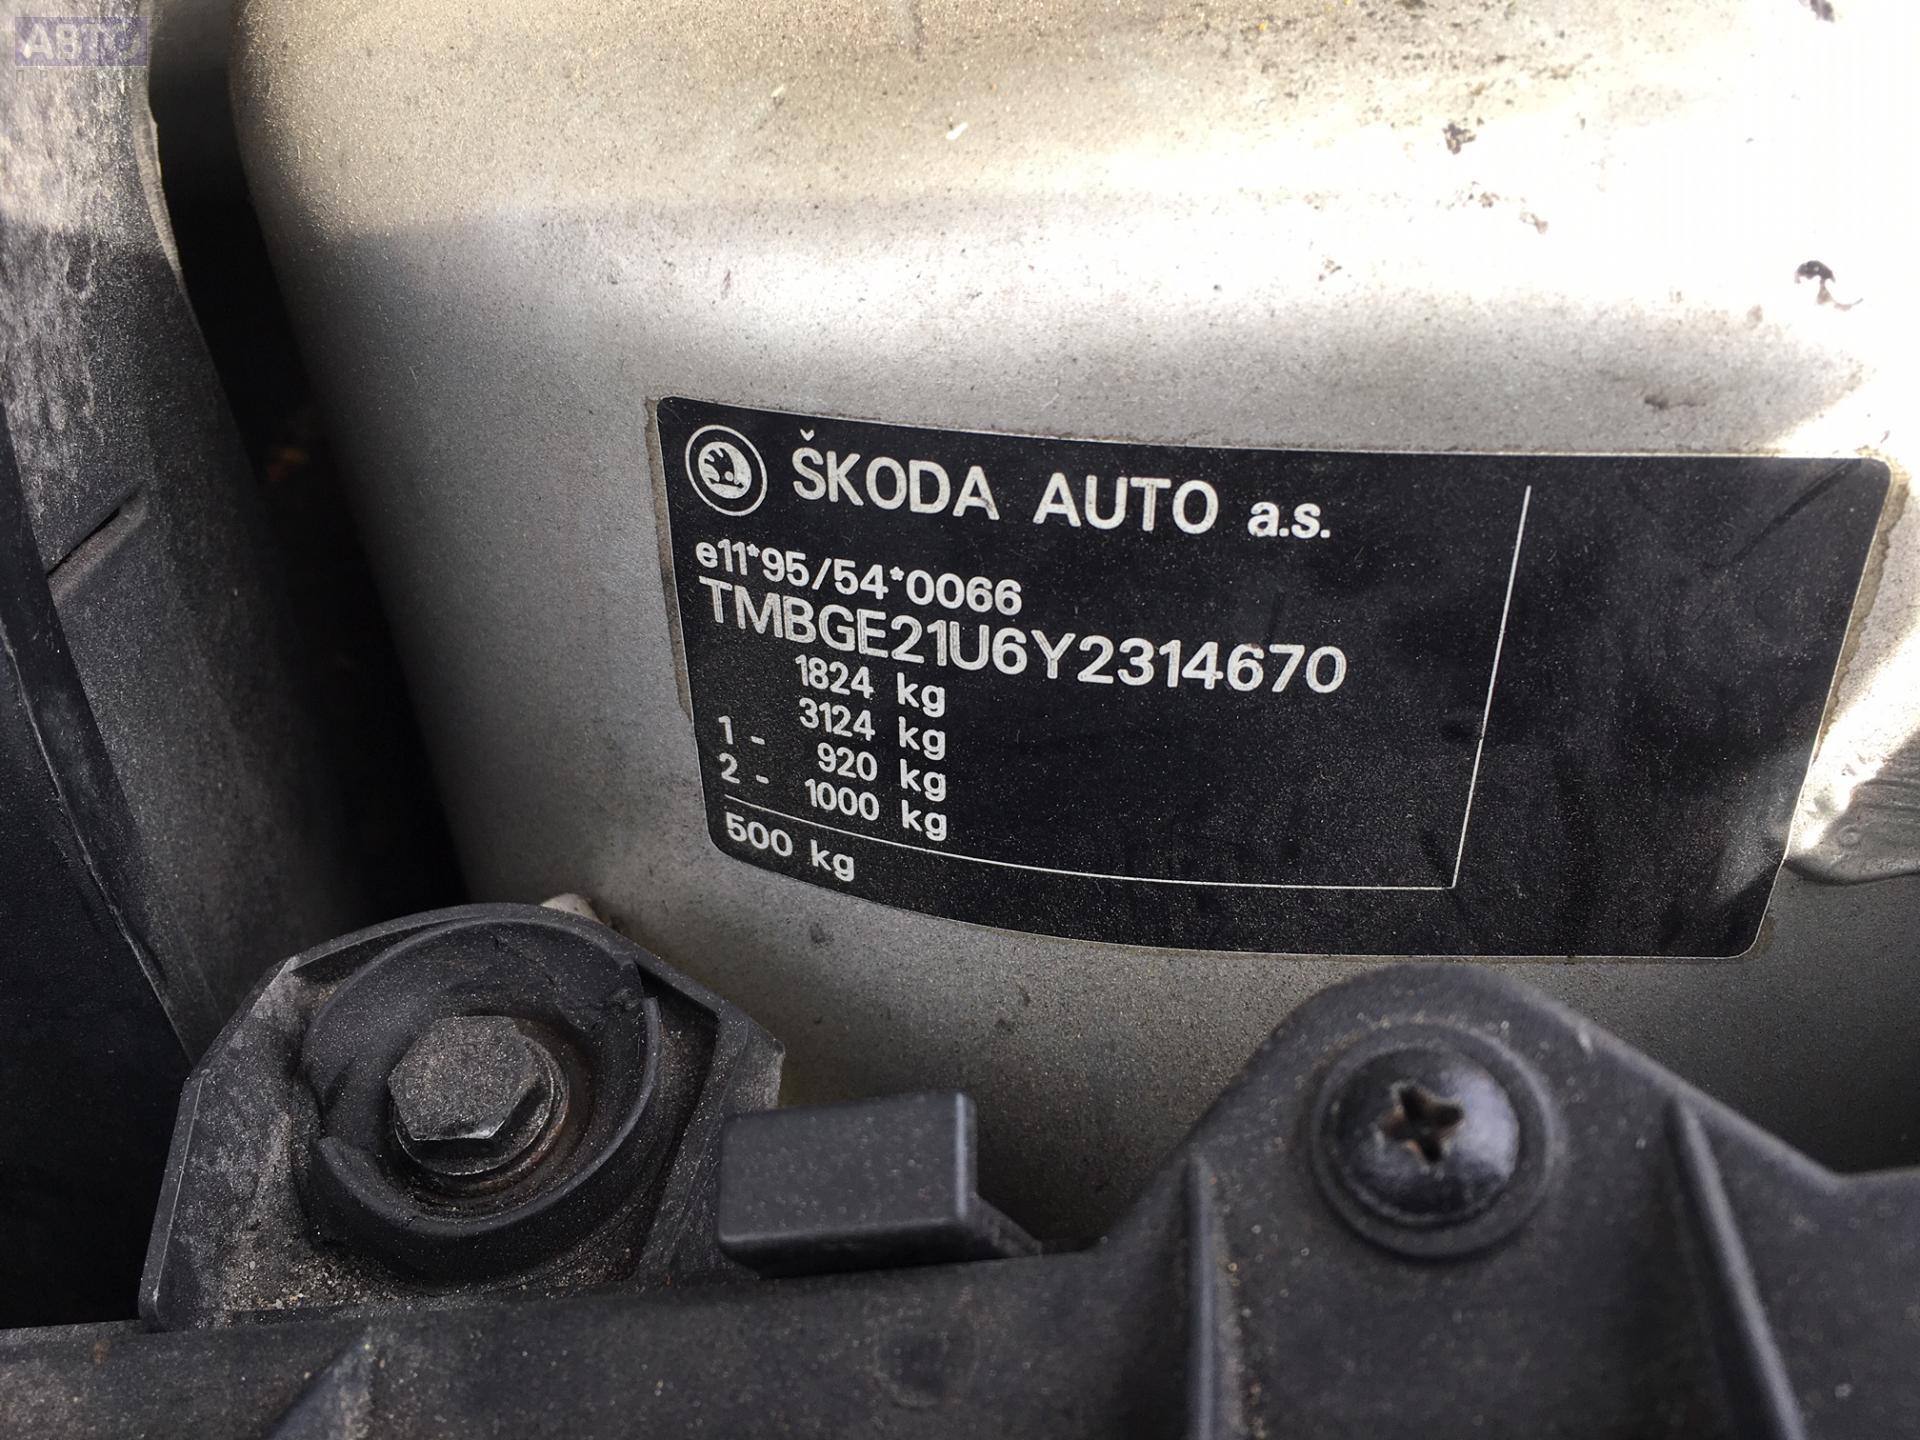 АВТО
ŠKODA AUTO a.s.
e11*95/54*0066
TMBGE21U6Y2314670
1824 kg
3124 kg
1 - 920 kg
2 - 1000 kg
500 kg